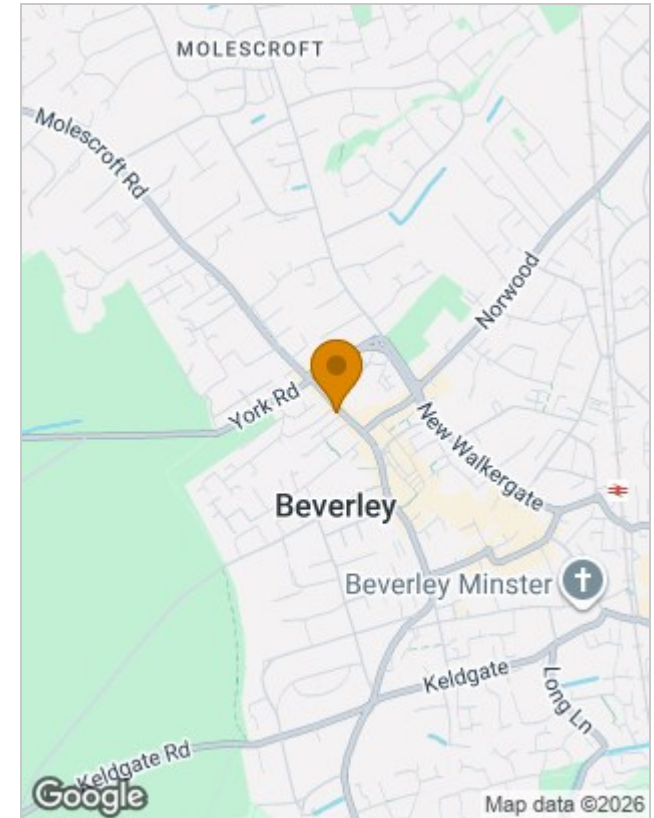 MOLESCROFT
Molescroft Rd
Norwood
York Rd
New Walkergate
Beverley
Beverley Minster
Keldgate
Long Ln
Keldgate Rd
Google
Map data ©2026